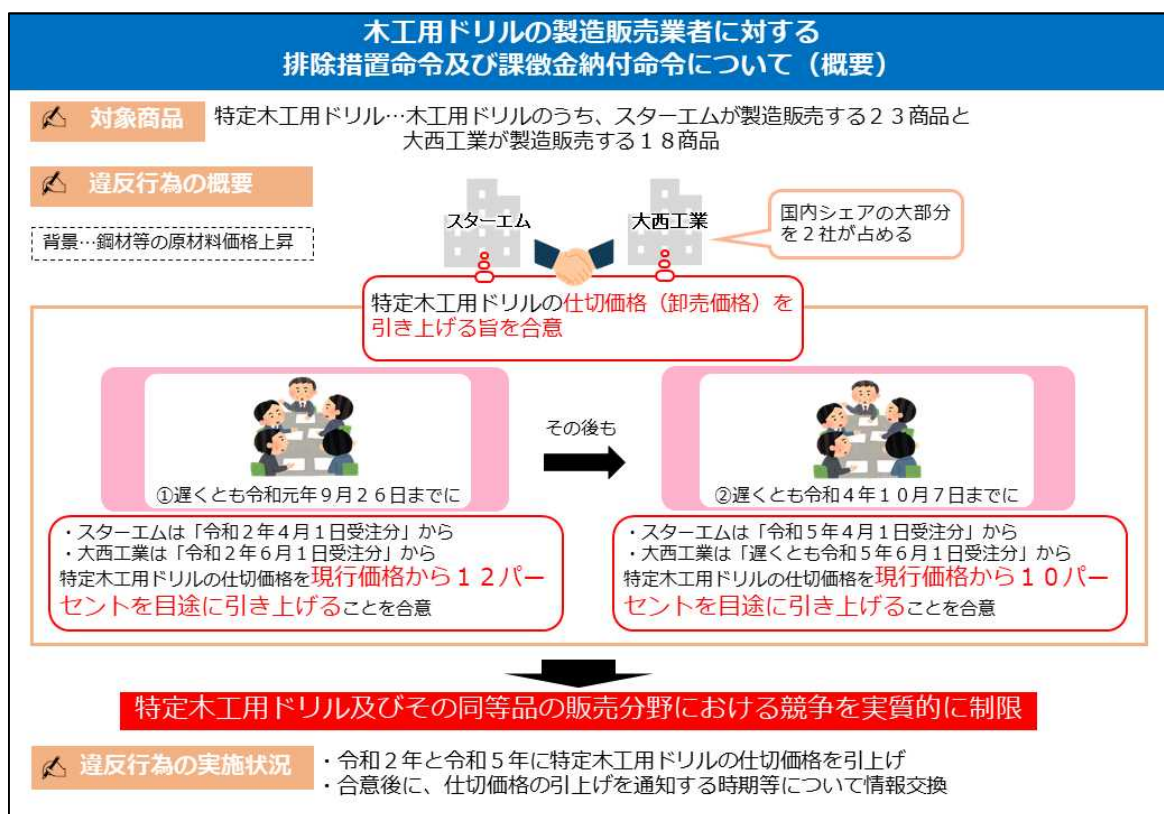 木工用ドリルの製造販売業者に対する
排除措置命令及び課徴金納付命令について（概要）
対象商品
特定木工用ドリル…木工用ドリルのうち、スターエムが製造販売する２３商品と
大西工業が製造販売する１８商品
違反行為の概要
背景…鋼材等の原材料価格上昇
スターエム
大西工業
国内シェアの大部分
を２社が占める
特定木工用ドリルの仕切価格（卸売価格）を
引き上げる旨を合意
①遅くとも令和元年９月２６日までに
・スターエムは「令和２年４月１日受注分」から
・大西工業は「令和２年６月１日受注分」から
特定木工用ドリルの仕切価格を現行価格から１２パー
セントを目途に引き上げることを合意
その後も
②遅くとも令和４年１０月７日までに
・スターエムは「令和５年４月１日受注分」から
・大西工業は「遅くとも令和５年６月１日受注分」から
特定木工用ドリルの仕切価格を現行価格から１０パー
セントを目途に引き上げることを合意
特定木工用ドリル及びその同等品の販売分野における競争を実質的に制限
違反行為の実施状況
・令和２年と令和５年に特定木工用ドリルの仕切価格を引上げ
・合意後に、仕切価格の引上げを通知する時期等について情報交換